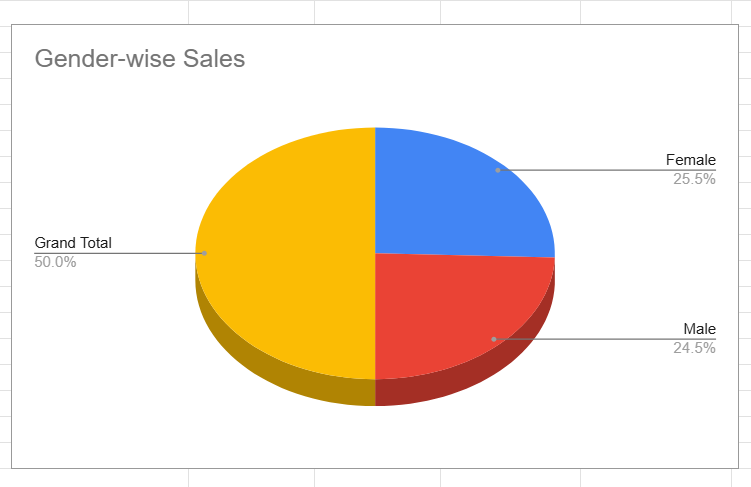 Gender-wise Sales
Female
25.5%
Grand Total
50.0%
Male
24.5%